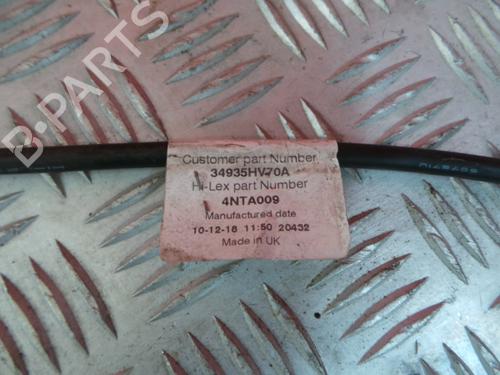 B-PARTS
Customer part Number
34935HV70A
Hi-Lex part Number
4NTA009
Manufactured date
10-12-18 11:50 20432
Made in UK